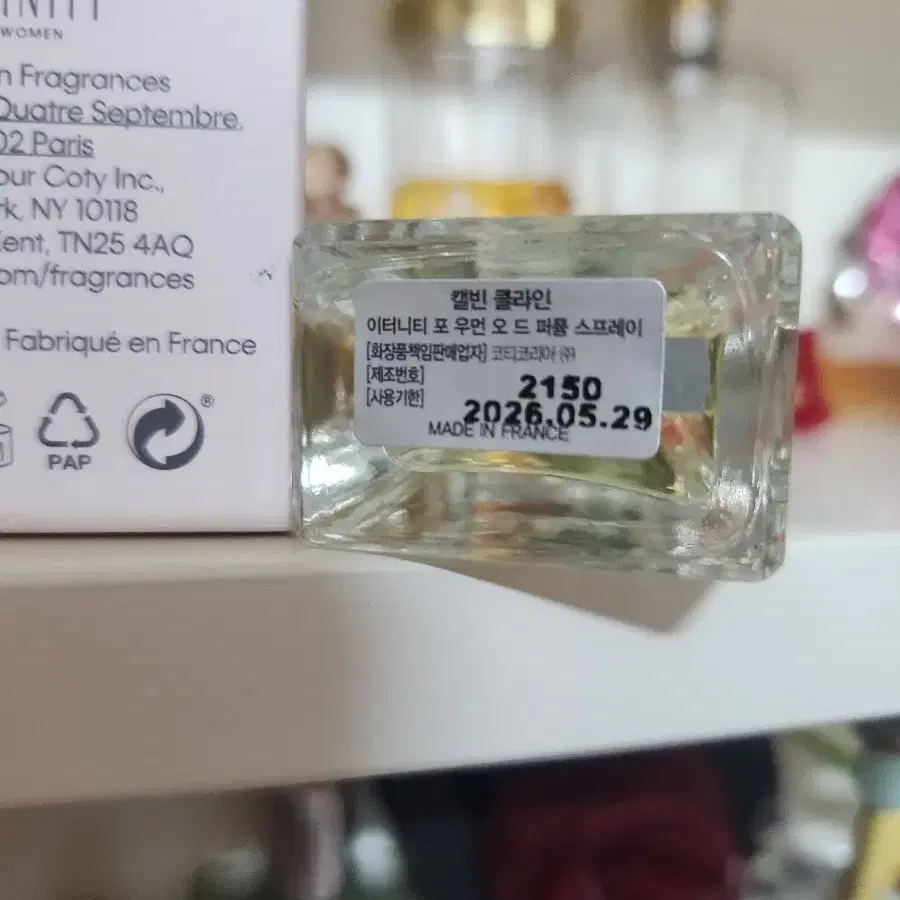 WOMEN
Fragrances
Quatre Septembre,
02 Paris
Coty Inc.,
NY 10118
Kent, TN25 4AQ
om/fragrances
Fabriqué en France
PAP
®
캘빈 클라인
이터니티 포 우먼 오 드 퍼퓸 스프레이
[화장품책임판매업자] 코티코리아 ㈜
[제조번호] 2150
[사용기한] 2026.05.29
MADE IN FRANCE